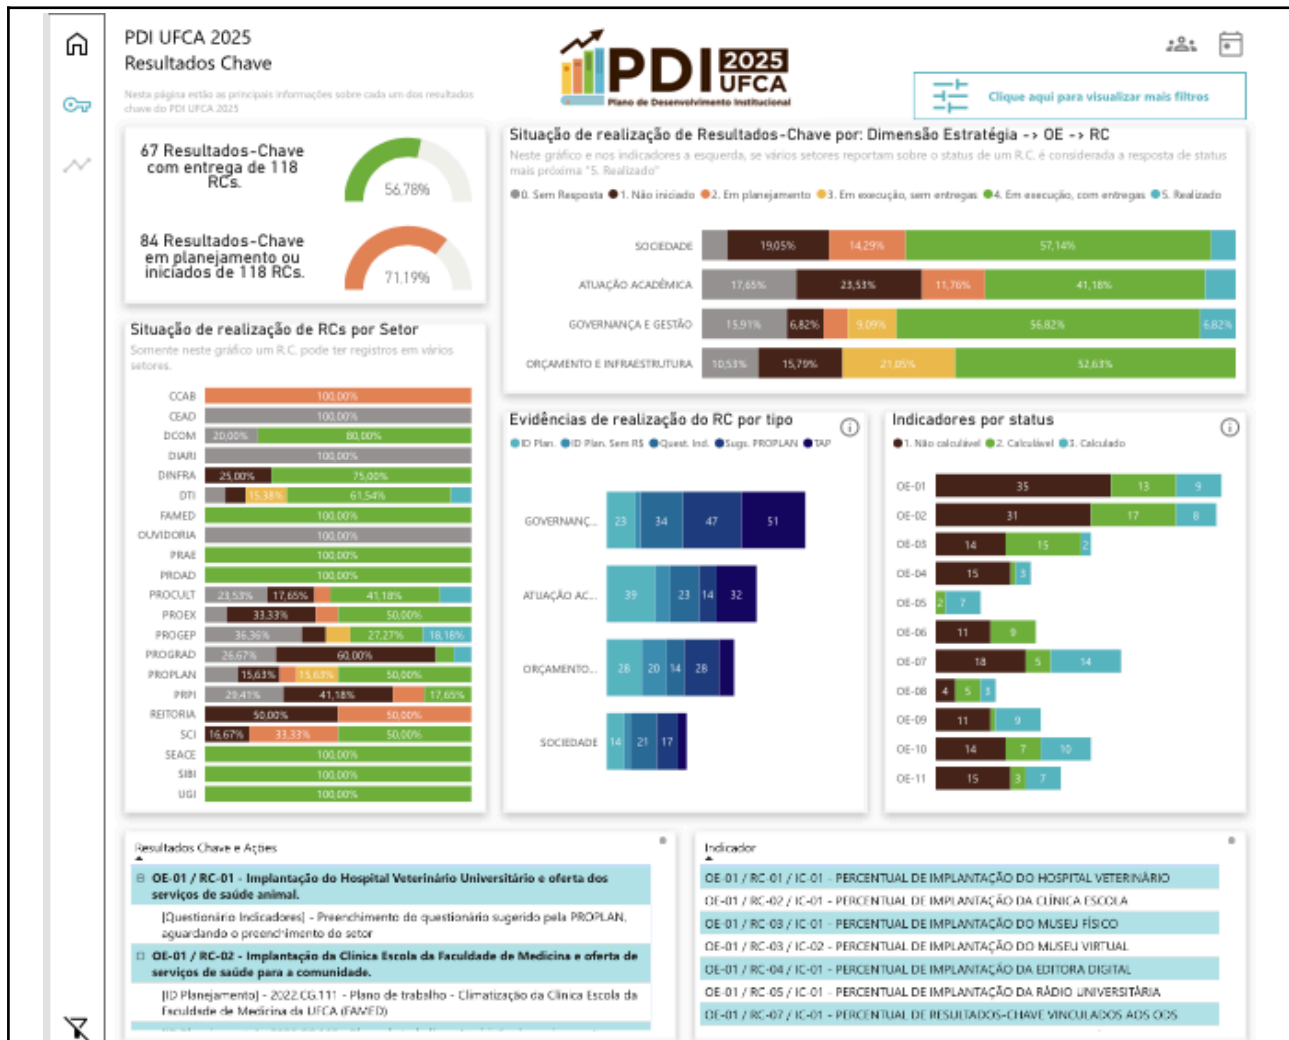 PDI UFCA 2025
Resultados Chave
Nesta página estão as principais informações sobre cada um dos resultados
chave do PDI UFCA 2025
PDI 2025 UFCA
Plano de Desenvolvimento Institucional
Clique aqui para visualizar mais filtros
67 Resultados-Chave
com entrega de 118
RCs.
56,78%
84 Resultados-Chave
em planejamento ou
iniciados de 118 RCs.
71,19%
Situação de realização de Resultados-Chave por: Dimensão Estratégia -> OE -> RC
Neste gráfico e nos indicadores a esquerda, se vários setores reportam sobre o status de um R.C. é considerada a resposta de status
mais próxima "5. Realizado"
0. Sem Resposta 1. Não iniciado 2. Em planejamento 3. Em execução, sem entregas 4. Em execução, com entregas 5. Realizado
SOCIEDADE 19,05% 14,29% 57,14%
ATUAÇÃO ACADÊMICA 17,65% 23,53% 11,76% 41,18%
GOVERNANÇA E GESTÃO 15,91% 6,82% 9,09% 56,82% 6,82%
ORÇAMENTO E INFRAESTRUTURA 10,53% 15,79% 21,05% 52,63%
Situação de realização de RCs por Setor
Somente neste gráfico um R.C. pode ter registros em vários
setores.
CCAB 100,00%
CEAD 100,00%
DCOM 20,00% 80,00%
DIARI 100,00%
DINFRA 25,00% 75,00%
DTI 15,38% 61,54%
FAMED 100,00%
OUVIDORIA 100,00%
PRAE 100,00%
PROAD 100,00%
PROCULT 23,53% 17,65% 41,18%
PROEX 33,33% 50,00%
PROGEP 36,36% 27,27% 18,18%
PROGRAD 26,67% 60,00%
PROPLAN 15,63% 15,63% 50,00%
PRPI 29,41% 41,18% 17,65%
REITORIA 50,00% 50,00%
SCI 16,67% 33,33% 50,00%
SEACE 100,00%
SIBI 100,00%
UGI 100,00%
Evidências de realização do RC por tipo
ID Plan. ID Plan. Sem R$ Quest. Ind. Sugs. PROPLAN TAP
GOVERNANÇ... 23 34 47 51
ATUAÇÃO AC... 39 23 14 32
ORÇAMENTO... 28 20 14 28
SOCIEDADE 14 21 17
Indicadores por status
1. Não calculável 2. Calculável 3. Calculado
OE-01 35 13 9
OE-02 31 17 8
OE-03 14 15 2
OE-04 15 3
OE-05 2 7
OE-06 11 9
OE-07 18 5 14
OE-08 4 5 3
OE-09 11 9
OE-10 14 7 10
OE-11 15 3 7
Resultados Chave e Ações
OE-01 / RC-01 - Implantação do Hospital Veterinário Universitário e oferta dos
serviços de saúde animal.
[Questionário Indicadores] - Preenchimento do questionário sugerido pela PROPLAN,
aguardando o preenchimento do setor
OE-01 / RC-02 - Implantação da Clínica Escola da Faculdade de Medicina e oferta de
serviços de saúde para a comunidade.
[ID Planejamento] - 2022.CG.111 - Plano de trabalho - Climatização da Clínica Escola da
Faculdade de Medicina da UFCA (FAMED)
Indicador
OE-01 / RC-01 / IC-01 - PERCENTUAL DE IMPLANTAÇÃO DO HOSPITAL VETERINÁRIO
OE-01 / RC-02 / IC-01 - PERCENTUAL DE IMPLANTAÇÃO DA CLÍNICA ESCOLA
OE-01 / RC-03 / IC-01 - PERCENTUAL DE IMPLANTAÇÃO DO MUSEU FÍSICO
OE-01 / RC-03 / IC-02 - PERCENTUAL DE IMPLANTAÇÃO DO MUSEU VIRTUAL
OE-01 / RC-04 / IC-01 - PERCENTUAL DE IMPLANTAÇÃO DA EDITORA DIGITAL
OE-01 / RC-05 / IC-01 - PERCENTUAL DE IMPLANTAÇÃO DA RÁDIO UNIVERSITÁRIA
OE-01 / RC-07 / IC-01 - PERCENTUAL DE RESULTADOS-CHAVE VINCULADOS AOS ODS